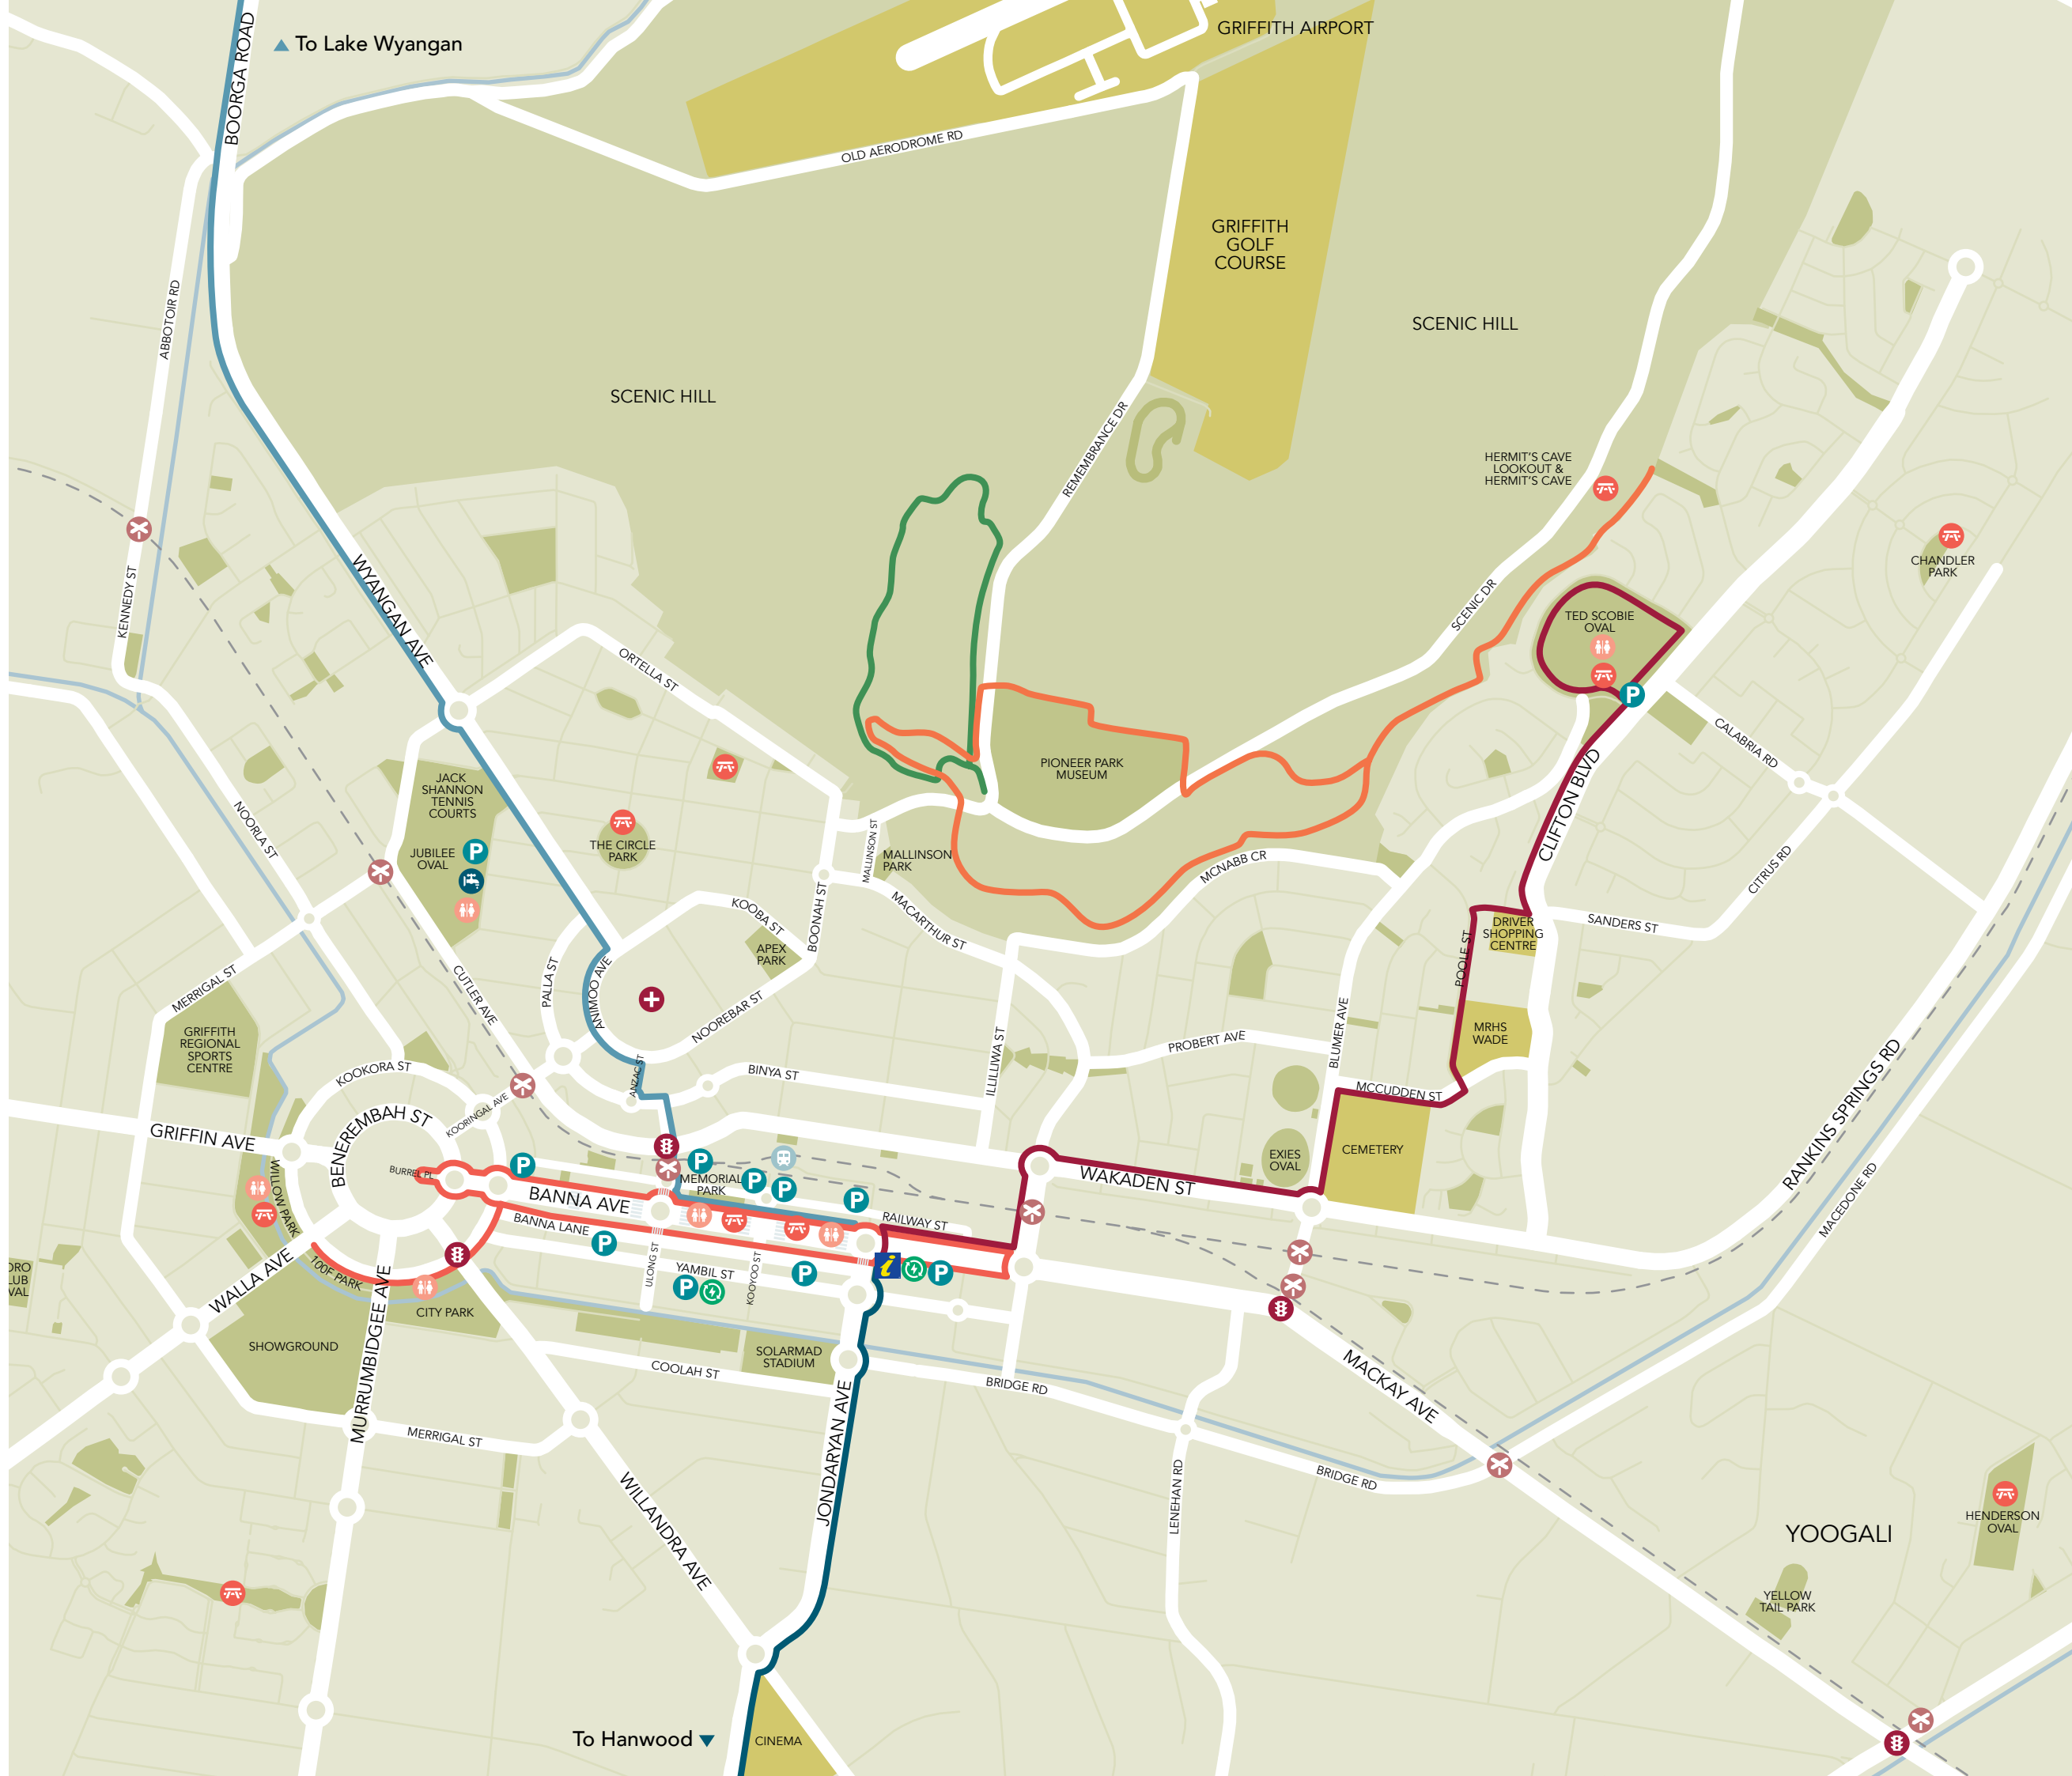 To Lake Wyangan
BOORGA ROAD
GRIFFITH AIRPORT
OLD AERODROME RD
GRIFFITH
GOLF
COURSE
SCENIC HILL
SCENIC HILL
ABBOTOIR RD
REMEMBRANCE DR
HERMIT'S CAVE
LOOKOUT &
HERMIT'S CAVE
CHANDLER
PARK
KENNEDY ST
WYANGAN AVE
SCENIC DR
TED SCOBIE
OVAL
P
ORTELLA ST
CALABRIA RD
PIONEER PARK
MUSEUM
JACK
SHANNON
TENNIS
COURTS
CLIFTON BLVD
NOORLA ST
P
JUBILEE
OVAL
THE CIRCLE
PARK
MALLINSON ST
MALLINSON
PARK
MCNABB CR
CITRUS RD
KOOBA ST
BOONAH ST
MACARTHUR ST
SANDERS ST
DRIVER
SHOPPING
CENTRE
APEX
PARK
POOLE ST
MERRIGAL ST
CUTLER AVE
PALLA ST
ANIMOO AVE
NOOREBAR ST
GRIFFITH
REGIONAL
SPORTS
CENTRE
MRHS
WADE
PROBERT AVE
BLUMER AVE
ILLILLIWA ST
KOOKORA ST
ANZAC ST
BINYA ST
MCCUDDEN ST
RANKINS SPRINGS RD
KOORINGAL AVE
BENEREMBAH ST
GRIFFIN AVE
CEMETERY
EXIES
OVAL
P
P
BURREL PL
WILLOW PARK
MEMORIAL
PARK
P
P
P
WAKADEN ST
BANNA AVE
MACEDONE RD
BANNA LANE
RAILWAY ST
P
ULONG ST
KOOYOO ST
YAMBIL ST
P
P
i
P
100F PARK
WALLA AVE
CITY PARK
MURRUMBIDGEE AVE
SHOWGROUND
SOLARMAD
STADIUM
COOLAH ST
BRIDGE RD
MACKAY AVE
JONDARYAN AVE
MERRIGAL ST
WILLANDRA AVE
LENEHAN RD
BRIDGE RD
YOOGALI
HENDERSON
OVAL
YELLOW
TAIL PARK
To Hanwood
CINEMA